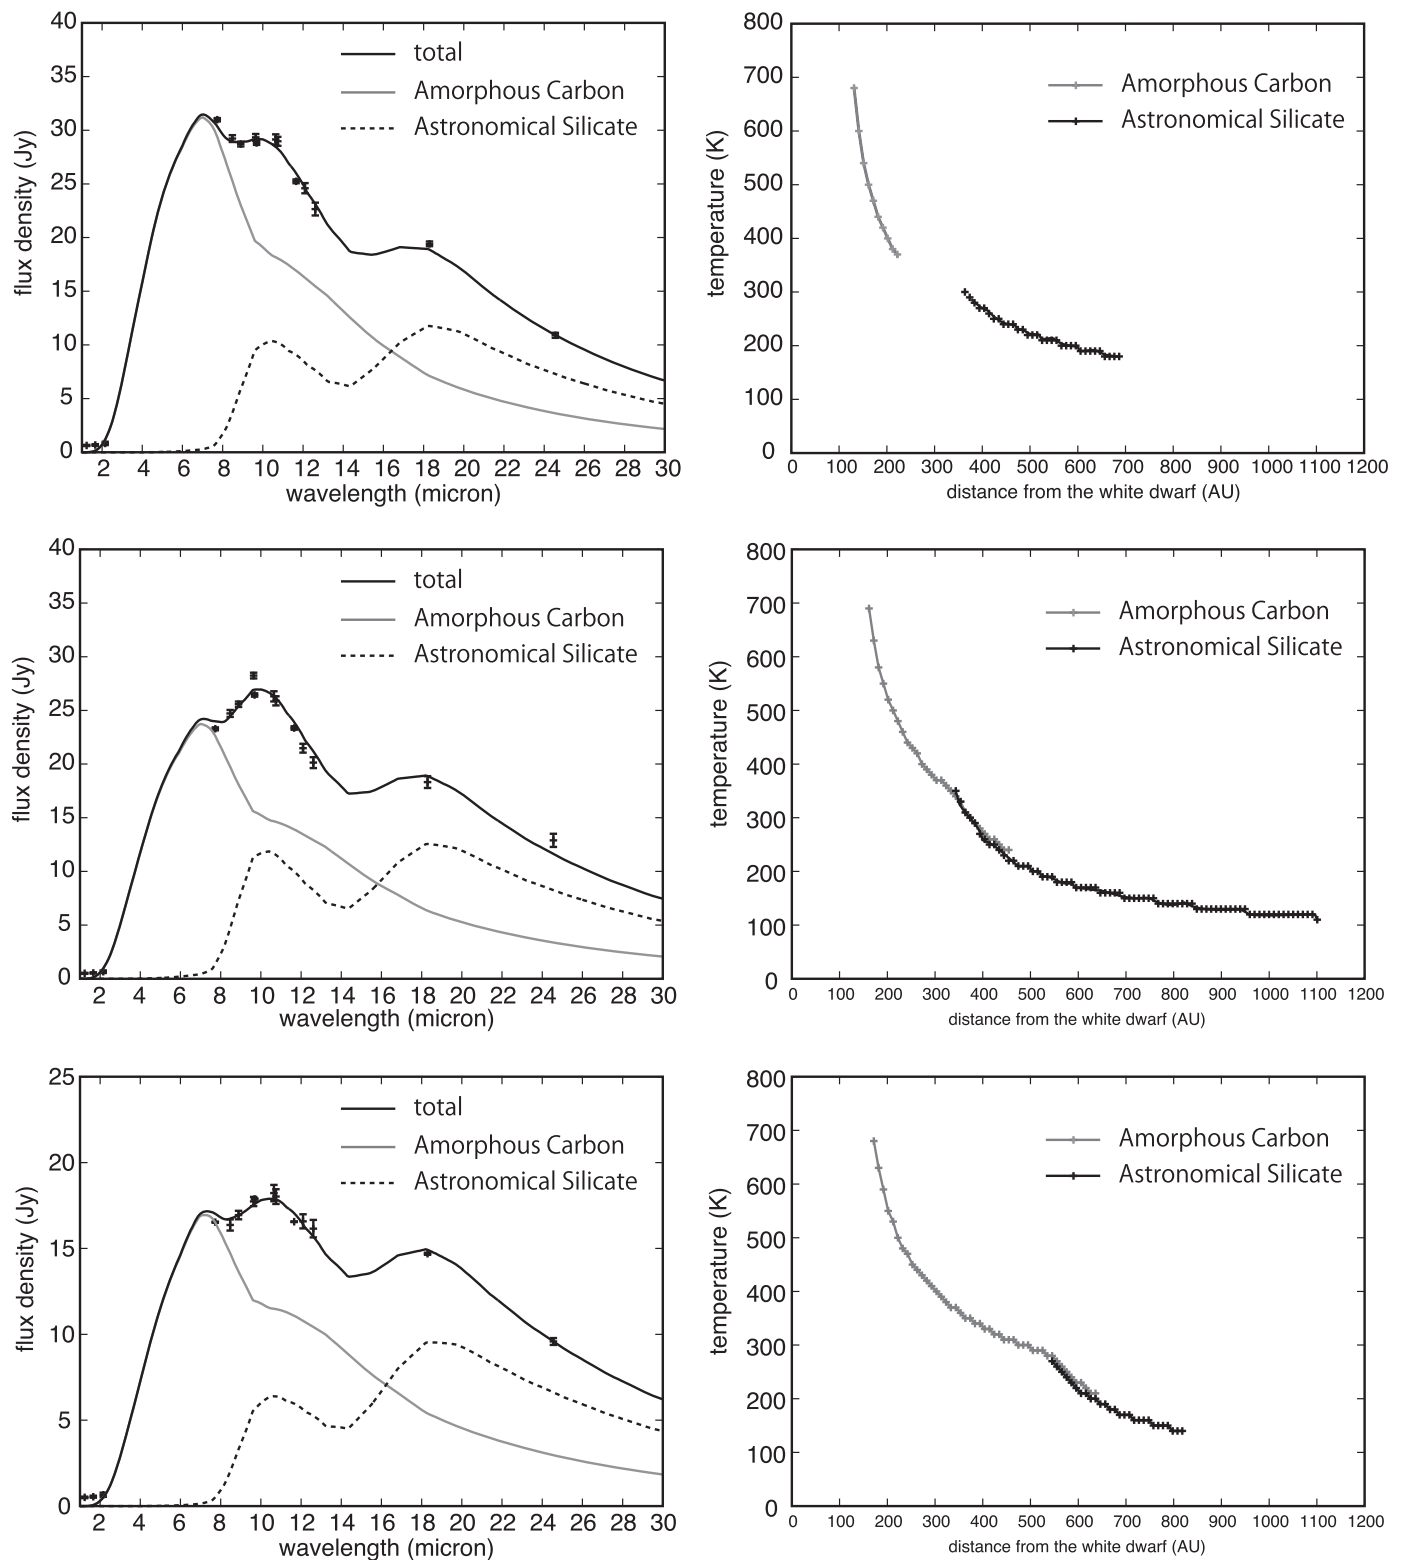 40
35
30
25
20
15
10
5
0
flux density (Jy)
total
Amorphous Carbon
Astronomical Silicate
2 4 6 8 10 12 14 16 18 20 22 24 26 28 30
wavelength (micron)
800
700
600
500
400
300
200
100
0
temperature (K)
Amorphous Carbon
Astronomical Silicate
0 100 200 300 400 500 600 700 800 900 1000 1100 1200
distance from the white dwarf (AU)
40
35
30
25
20
15
10
5
0
flux density (Jy)
total
Amorphous Carbon
Astronomical Silicate
2 4 6 8 10 12 14 16 18 20 22 24 26 28 30
wavelength (micron)
800
700
600
500
400
300
200
100
0
temperature (K)
Amorphous Carbon
Astronomical Silicate
0 100 200 300 400 500 600 700 800 900 1000 1100 1200
distance from the white dwarf (AU)
25
20
15
10
5
0
flux density (Jy)
total
Amorphous Carbon
Astronomical Silicate
2 4 6 8 10 12 14 16 18 20 22 24 26 28 30
wavelength (micron)
800
700
600
500
400
300
200
100
0
temperature (K)
Amorphous Carbon
Astronomical Silicate
0 100 200 300 400 500 600 700 800 900 1000 1100 1200
distance from the white dwarf (AU)